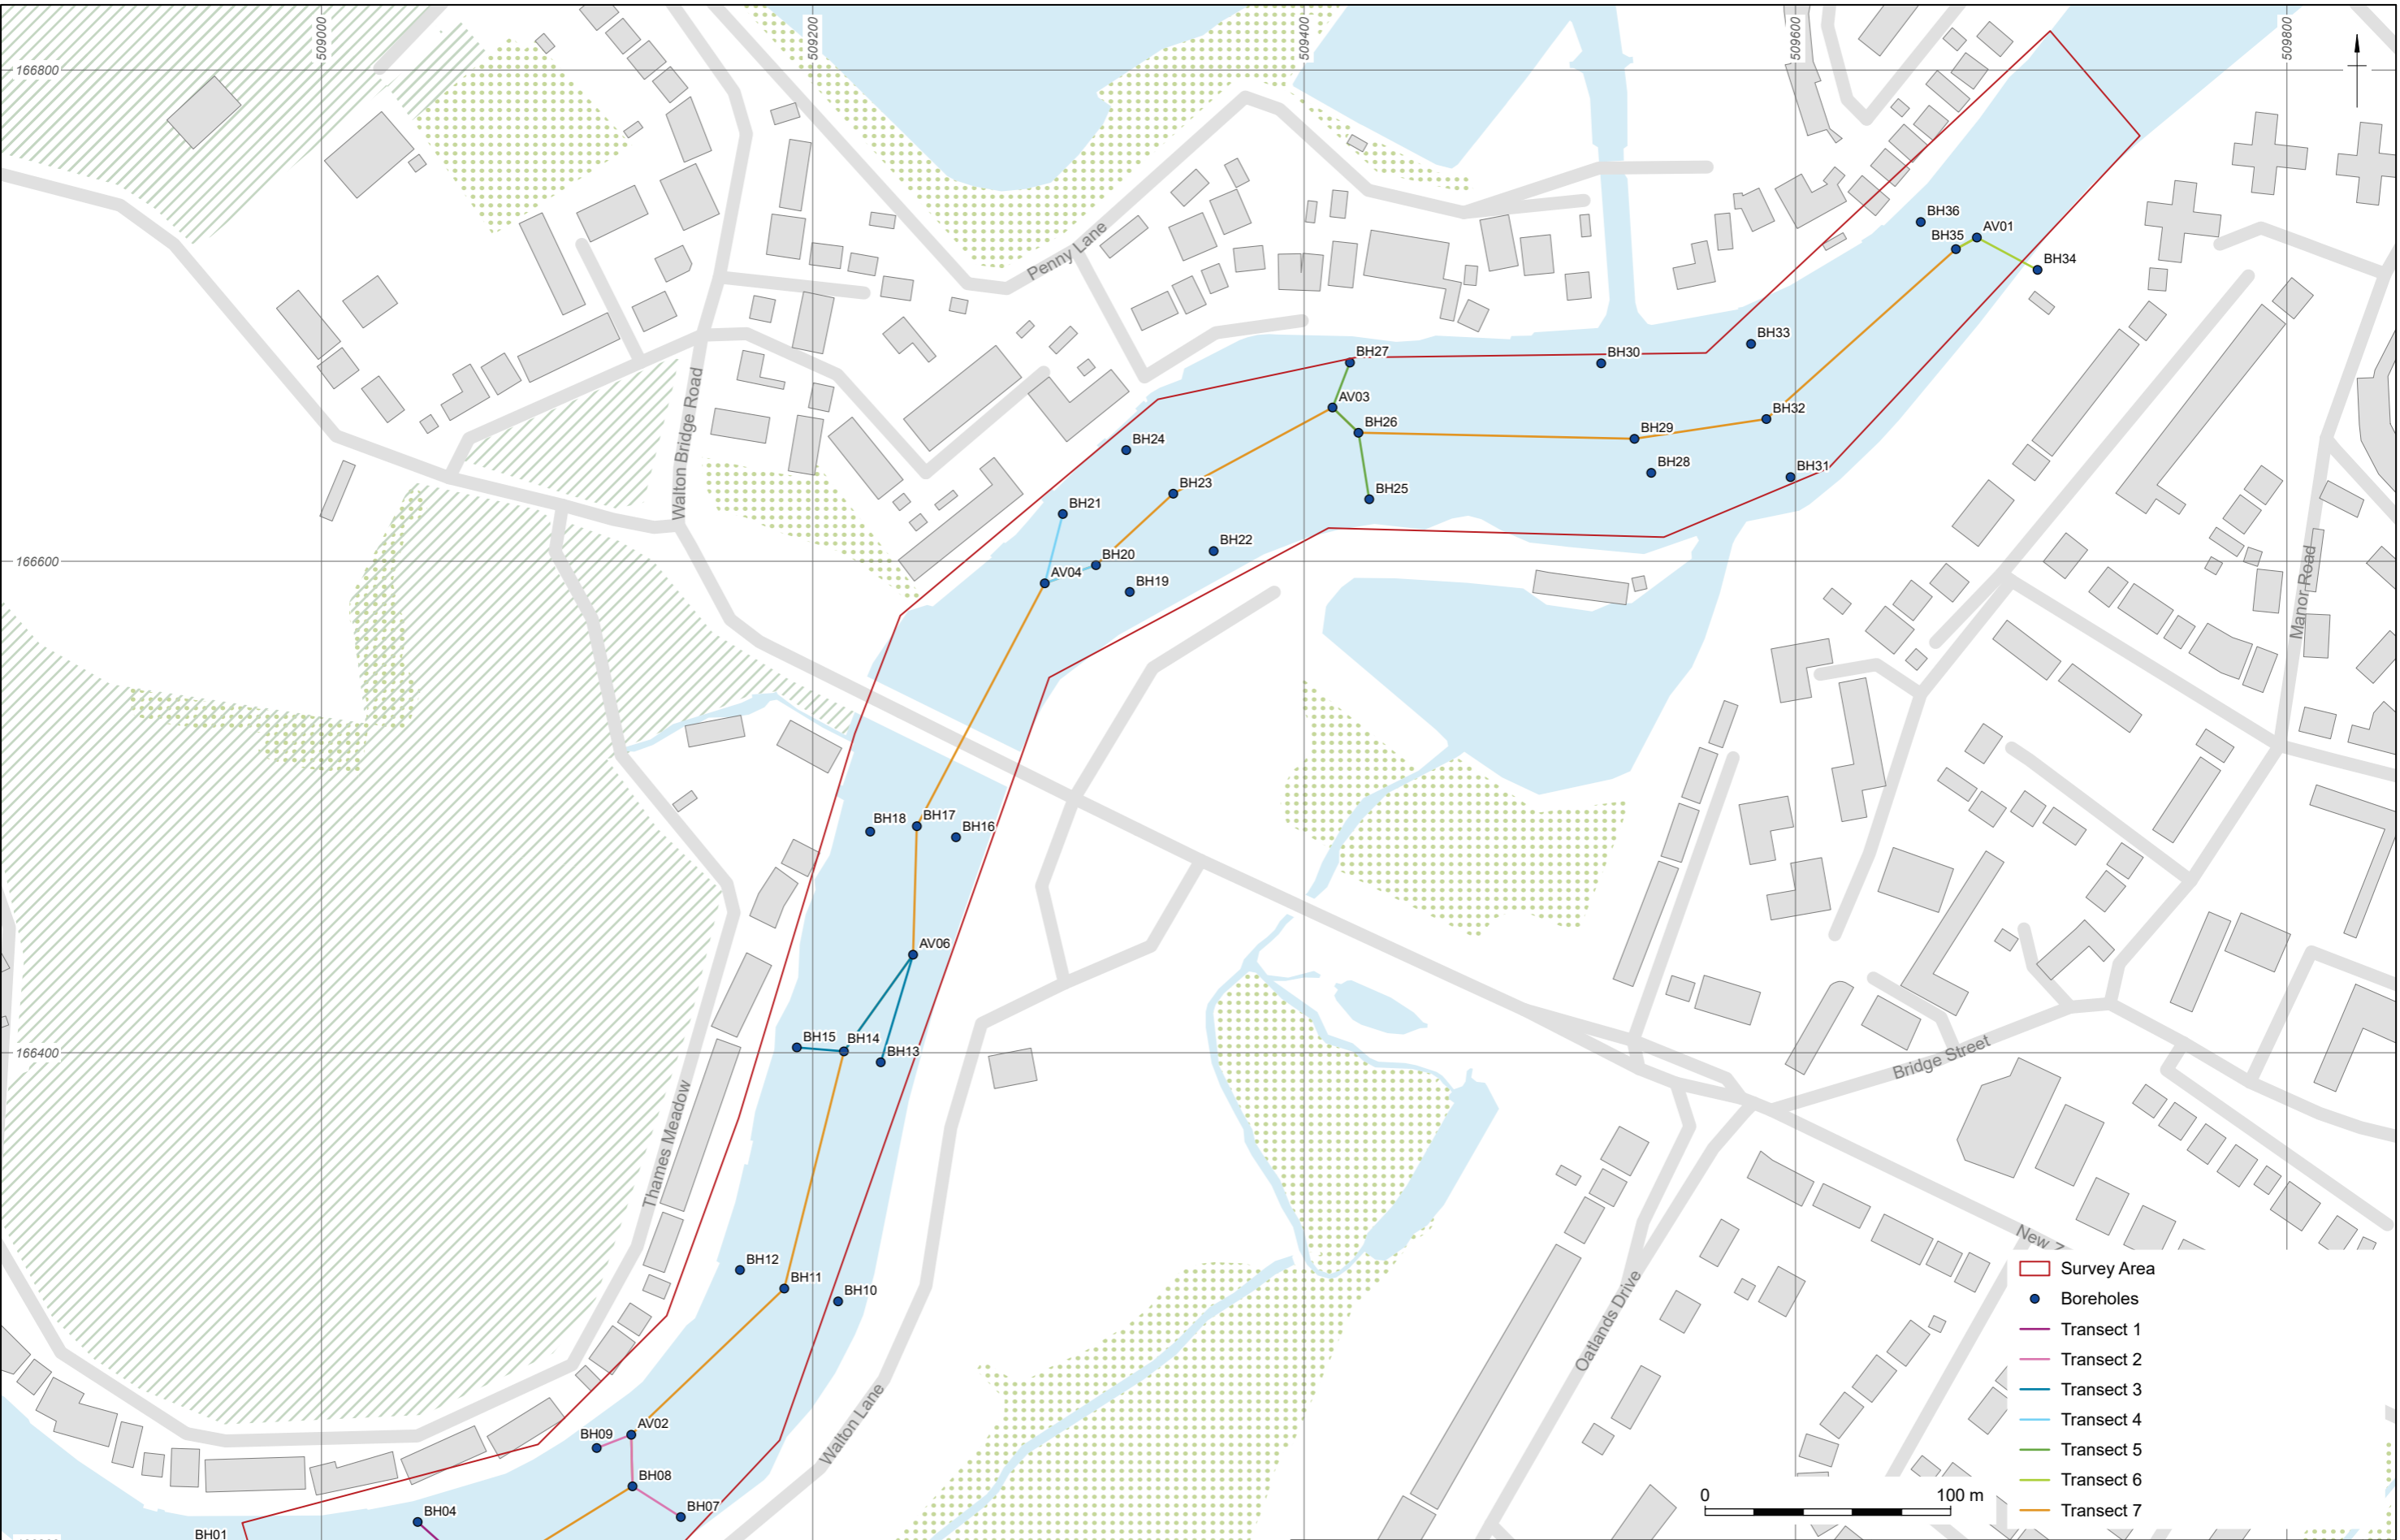 509000
509200
509400
509600
509800
166800
BH36
AV01
BH35
BH34
Penny Lane
BH33
BH27
BH30
AV03
BH26
BH32
Walton Bridge Road
BH24
BH29
BH28
BH31
BH23
BH25
BH21
BH22
166600
BH20
AV04
BH19
Manor Road
BH18
BH17
BH16
AV06
BH15
BH14
BH13
166400
Bridge Street
Thames Meadow
New Z
BH12
BH11
BH10
Oatlands Drive
Walton Lane
AV02
BH09
BH08
BH07
BH04
BH01
Survey Area
Boreholes
Transect 1
Transect 2
Transect 3
Transect 4
Transect 5
Transect 6
Transect 7
0 100 m